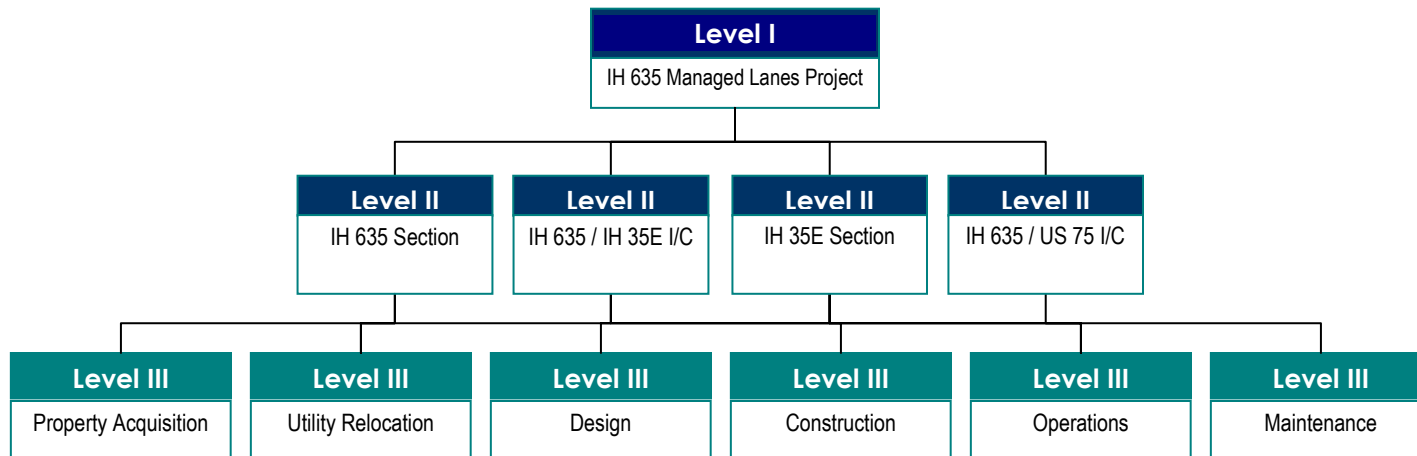 Level I
IH 635 Managed Lanes Project
Level II
IH 635 Section
Level II
IH 635 / IH 35E I/C
Level II
IH 35E Section
Level II
IH 635 / US 75 I/C
Level III
Property Acquisition
Level III
Utility Relocation
Level III
Design
Level III
Construction
Level III
Operations
Level III
Maintenance